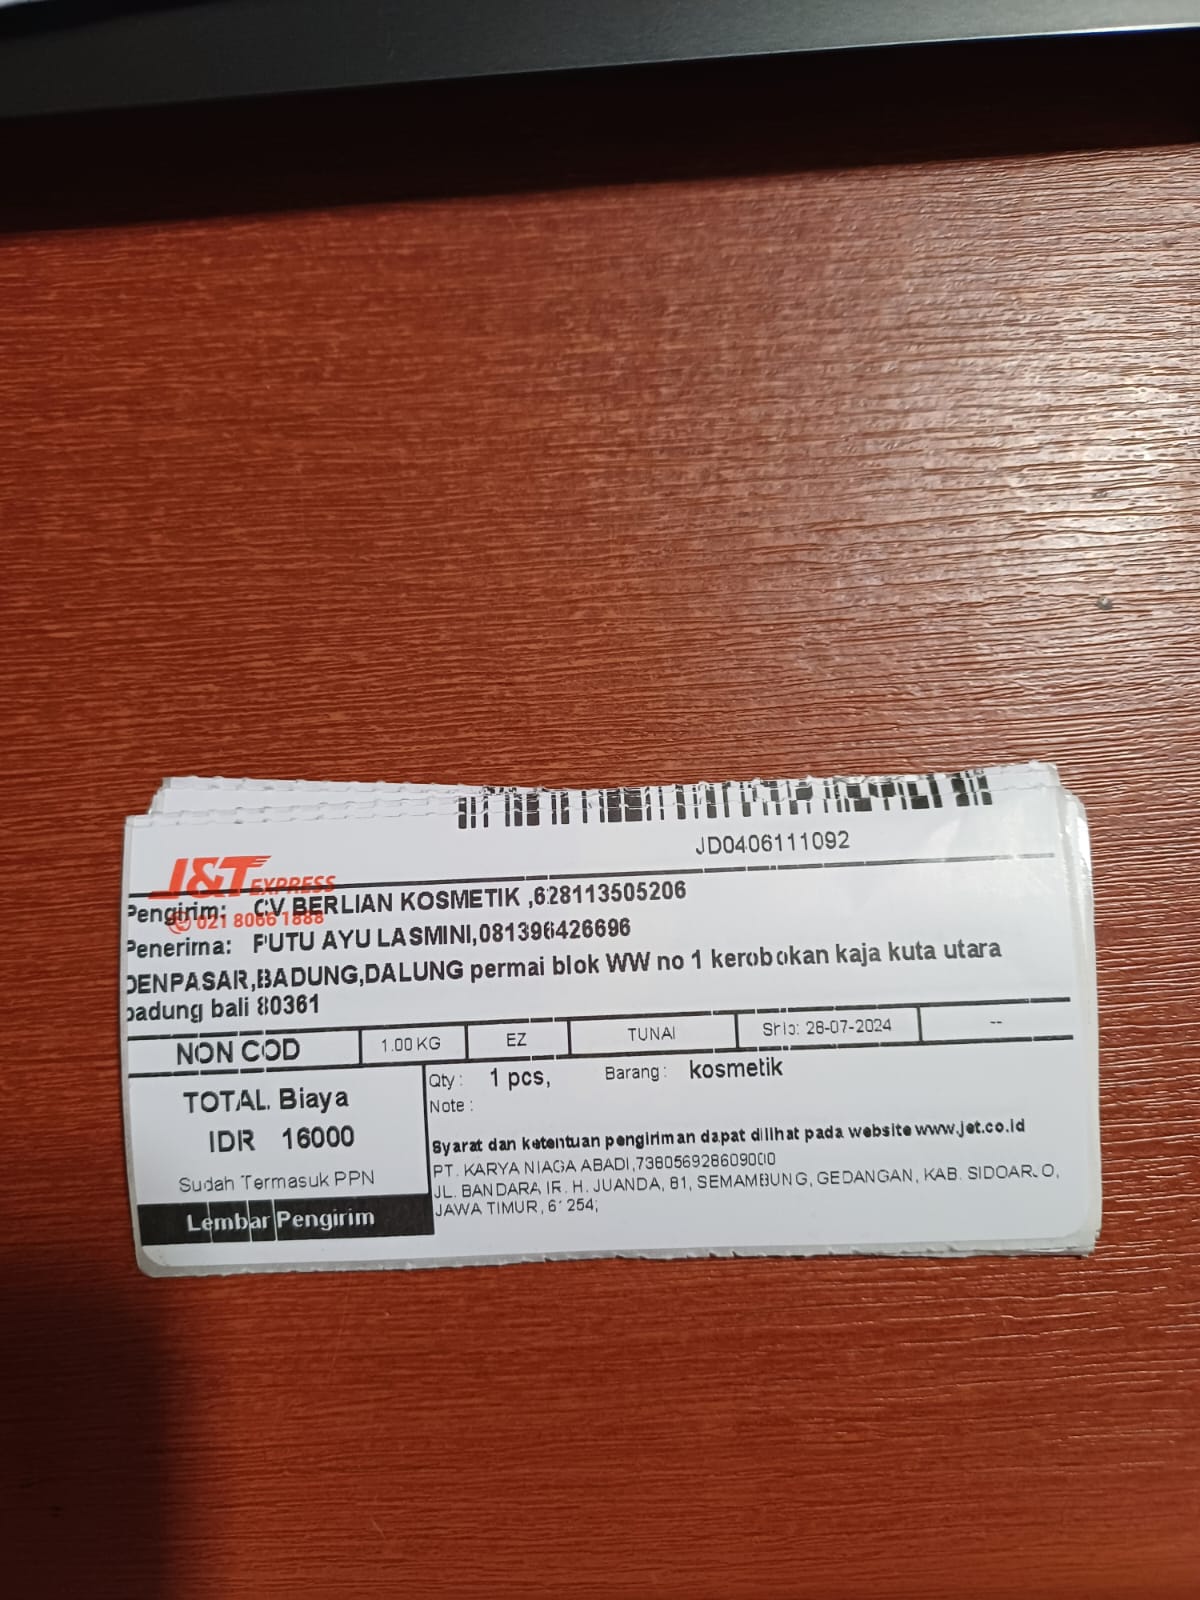 JD0406111092
J&T EXPRESS
Pengirim: CV BERLIAN KOSMETIK ,628113505206
021 8066 1888
Penerima: PUTU AYU LASMINI,081396426696
DENPASAR,BADUNG,DALUNG permai blok WW no 1 kerobokan kaja kuta utara
badung bali 80361
NON COD 1.00 KG EZ TUNAI Ship: 28-07-2024 --
TOTAL Biaya
IDR 16000
Sudah Termasuk PPN
Lembar Pengirim
Qty : 1 pcs, Barang : kosmetik
Note :
Syarat dan ketentuan pengiriman dapat dilihat pada website www.jet.co.id
PT. KARYA NIAGA ABADI,738056928609000
JL. BANDARA IR. H. JUANDA, 81, SEMAMBUNG, GEDANGAN, KAB. SIDOARJO,
JAWA TIMUR,